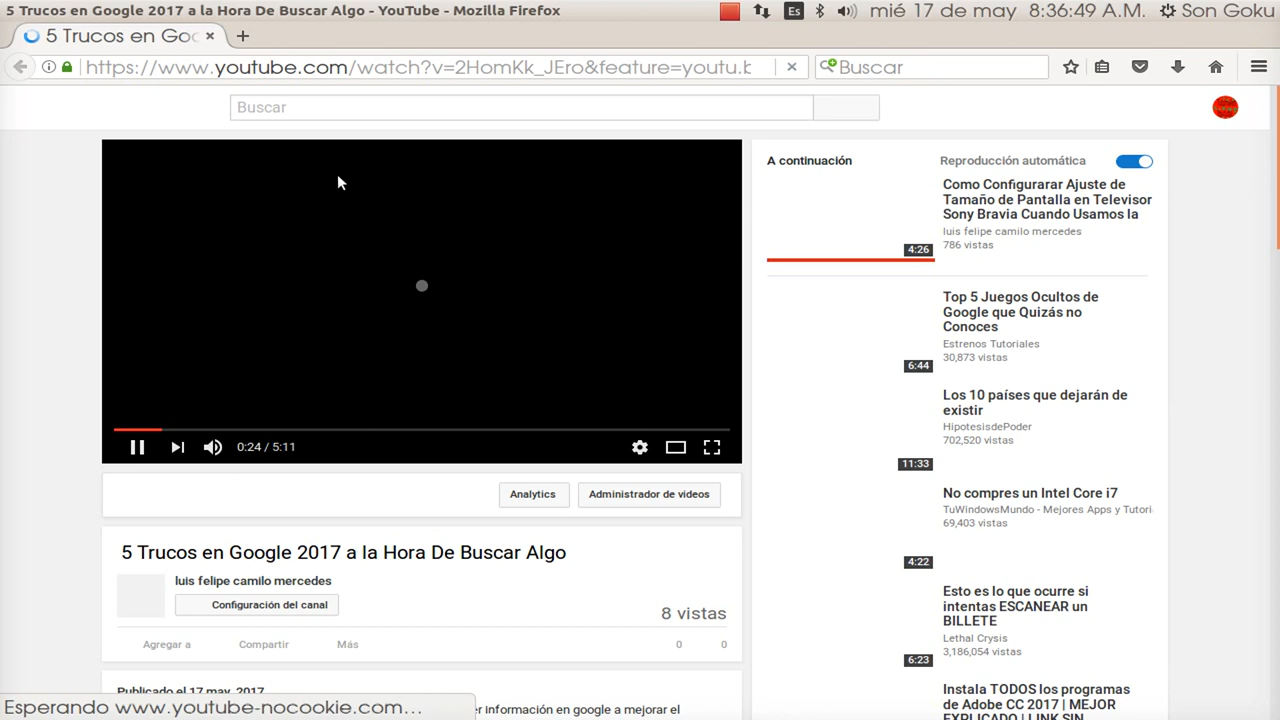 5 Trucos en Google 2017 a la Hora De Buscar Algo - YouTube - Mozilla Firefox
Es
mié 17 de may 8:36:49 A.M.
Son Goku
5 Trucos en Goo
https://www.youtube.com/watch?v=2HomKk_JEro&feature=youtu.b
Buscar
Buscar
0:24 / 5:11
Analytics
Administrador de videos
5 Trucos en Google 2017 a la Hora De Buscar Algo
luis felipe camilo mercedes
Configuración del canal
8 vistas
Agregar a
Compartir
Más
0
0
Publicado el 17 may. 2017
er información en google a mejorar el
Esperando www.youtube-nocookie.com…
A continuación
Reproducción automática
Como Configurarar Ajuste de
Tamaño de Pantalla en Televisor
Sony Bravia Cuando Usamos la
luis felipe camilo mercedes
786 vistas
4:26
Top 5 Juegos Ocultos de
Google que Quizás no
Conoces
Estrenos Tutoriales
30,873 vistas
6:44
Los 10 países que dejarán de
existir
HipotesisdePoder
702,520 vistas
11:33
No compres un Intel Core i7
TuWindowsMundo - Mejores Apps y Tutori
69,403 vistas
4:22
Esto es lo que ocurre si
intentas ESCANEAR un
BILLETE
Lethal Crysis
3,186,054 vistas
6:23
Instala TODOS los programas
de Adobe CC 2017 | MEJOR
EXPLICADO | LINK SIN